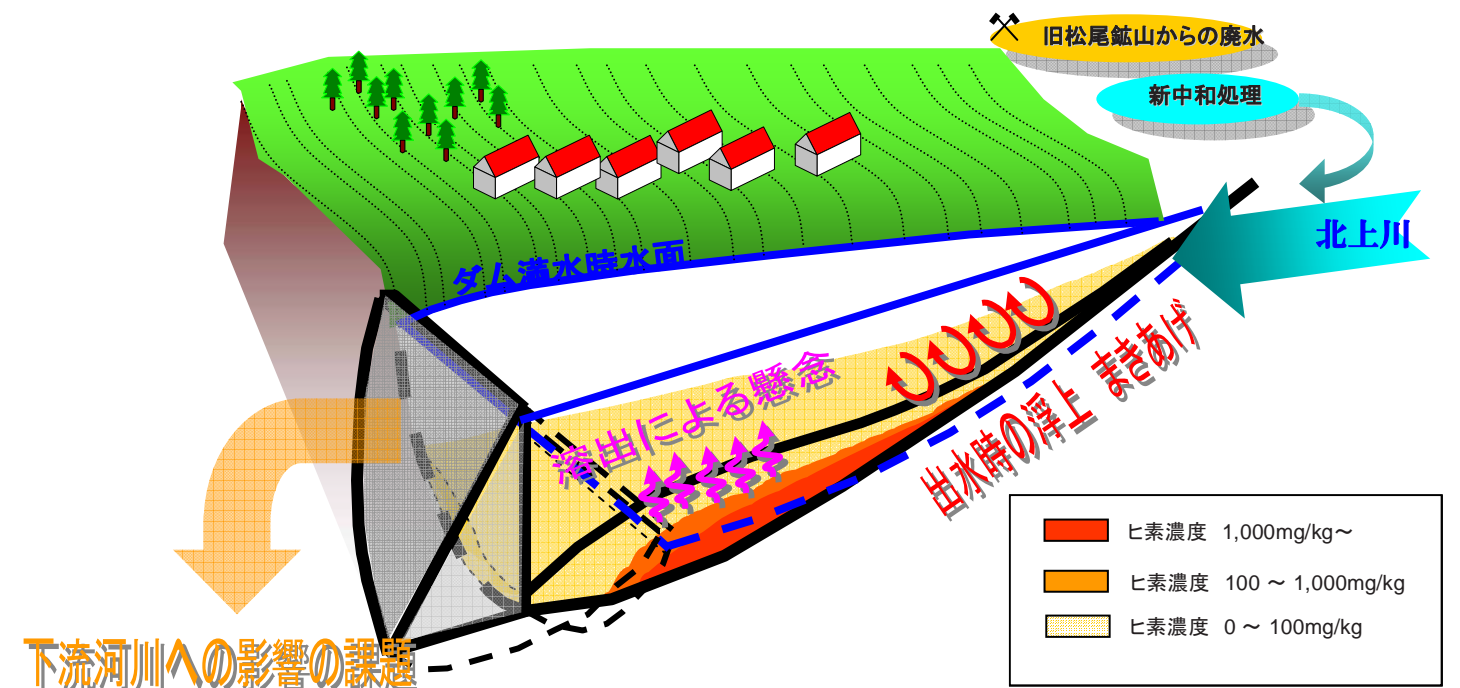 旧松尾鉱山からの廃水
新中和処理
北上川
ダム満水時水面
溶出による懸念
出水時の浮上 まきあげ
下流河川への影響の課題
ヒ素濃度 1,000mg/kg～
ヒ素濃度 100 ～ 1,000mg/kg
ヒ素濃度 0 ～ 100mg/kg